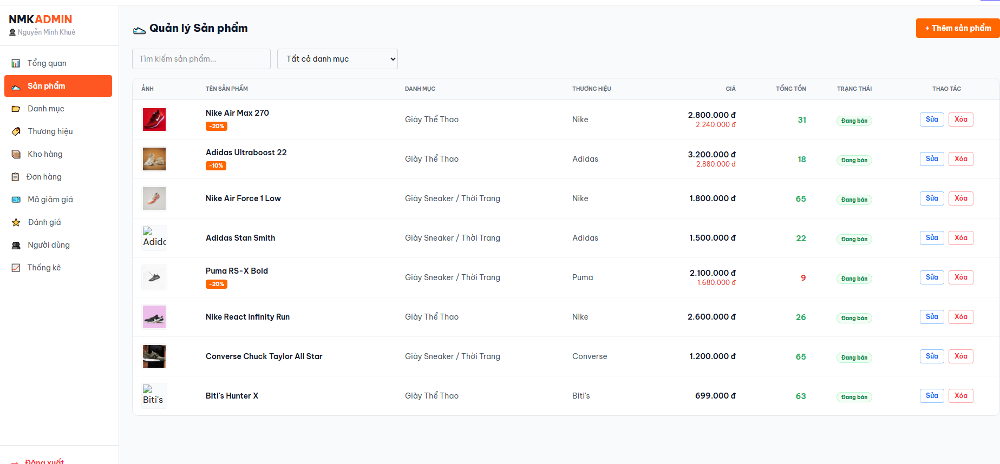 NMKADMIN
Nguyễn Minh Khuê
Tổng quan
Sản phẩm
Danh mục
Thương hiệu
Kho hàng
Đơn hàng
Mã giảm giá
Đánh giá
Người dùng
Thống kê
Đăng xuất
Quản lý Sản phẩm
+ Thêm sản phẩm
Tìm kiếm sản phẩm...
Tất cả danh mục
ẢNH TÊN SẢN PHẨM DANH MỤC THƯƠNG HIỆU GIÁ TỔNG TỒN TRẠNG THÁI THAO TÁC
Nike Air Max 270 -20% Giày Thể Thao Nike 2.800.000 đ 2.240.000 đ 31 Đang bán Sửa Xóa
Adidas Ultraboost 22 -10% Giày Thể Thao Adidas 3.200.000 đ 2.880.000 đ 18 Đang bán Sửa Xóa
Nike Air Force 1 Low Giày Sneaker / Thời Trang Nike 1.800.000 đ 65 Đang bán Sửa Xóa
Adidas Adidas Stan Smith Giày Sneaker / Thời Trang Adidas 1.500.000 đ 22 Đang bán Sửa Xóa
Puma RS-X Bold -20% Giày Sneaker / Thời Trang Puma 2.100.000 đ 1.680.000 đ 9 Đang bán Sửa Xóa
Nike React Infinity Run Giày Thể Thao Nike 2.600.000 đ 26 Đang bán Sửa Xóa
Converse Chuck Taylor All Star Giày Sneaker / Thời Trang Converse 1.200.000 đ 65 Đang bán Sửa Xóa
Biti's Biti's Hunter X Giày Thể Thao Biti's 699.000 đ 63 Đang bán Sửa Xóa